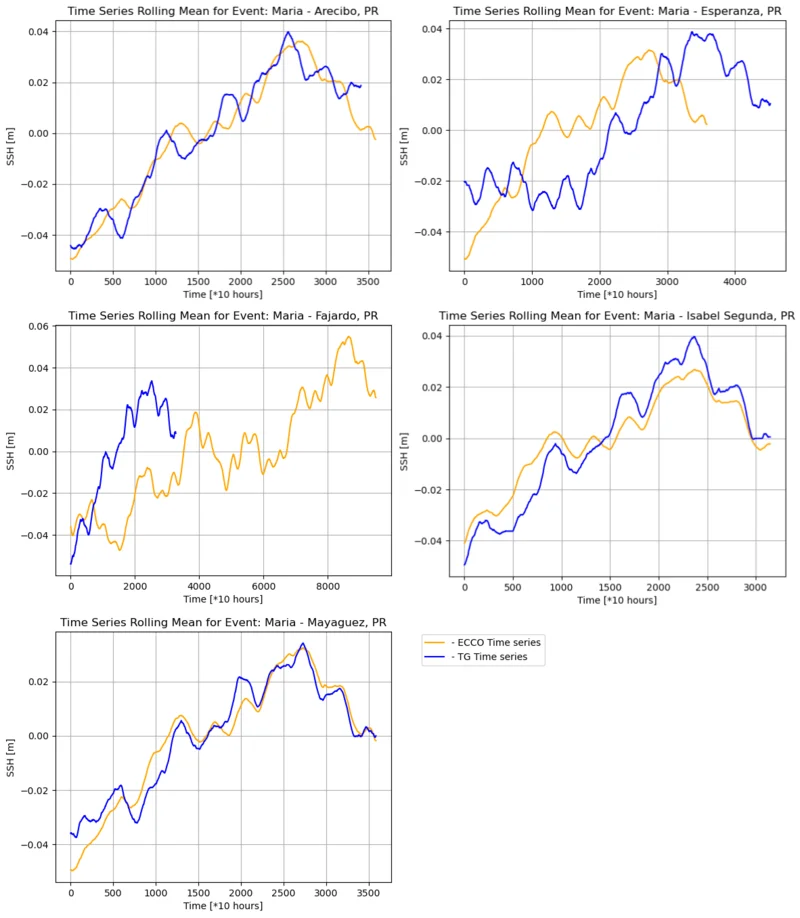 Time Series Rolling Mean for Event: Maria - Arecibo, PR
0.04
0.02
0.00
−0.02
−0.04
SSH [m]
0 500 1000 1500 2000 2500 3000 3500
Time [*10 hours]
Time Series Rolling Mean for Event: Maria - Esperanza, PR
0.04
0.02
0.00
−0.02
−0.04
SSH [m]
0 1000 2000 3000 4000
Time [*10 hours]
Time Series Rolling Mean for Event: Maria - Fajardo, PR
0.06
0.04
0.02
0.00
−0.02
−0.04
SSH [m]
0 2000 4000 6000 8000
Time [*10 hours]
Time Series Rolling Mean for Event: Maria - Isabel Segunda, PR
0.04
0.02
0.00
−0.02
−0.04
SSH [m]
0 500 1000 1500 2000 2500 3000
Time [*10 hours]
Time Series Rolling Mean for Event: Maria - Mayaguez, PR
0.02
0.00
−0.02
−0.04
SSH [m]
0 500 1000 1500 2000 2500 3000 3500
Time [*10 hours]
- ECCO Time series
- TG Time series